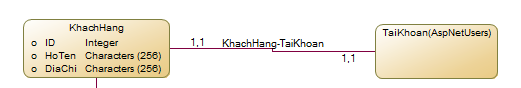 KhachHang
ID Integer
HoTen Characters (256)
DiaChi Characters (256)
1,1
KhachHang-TaiKhoan
1,1
TaiKhoan(AspNetUsers)